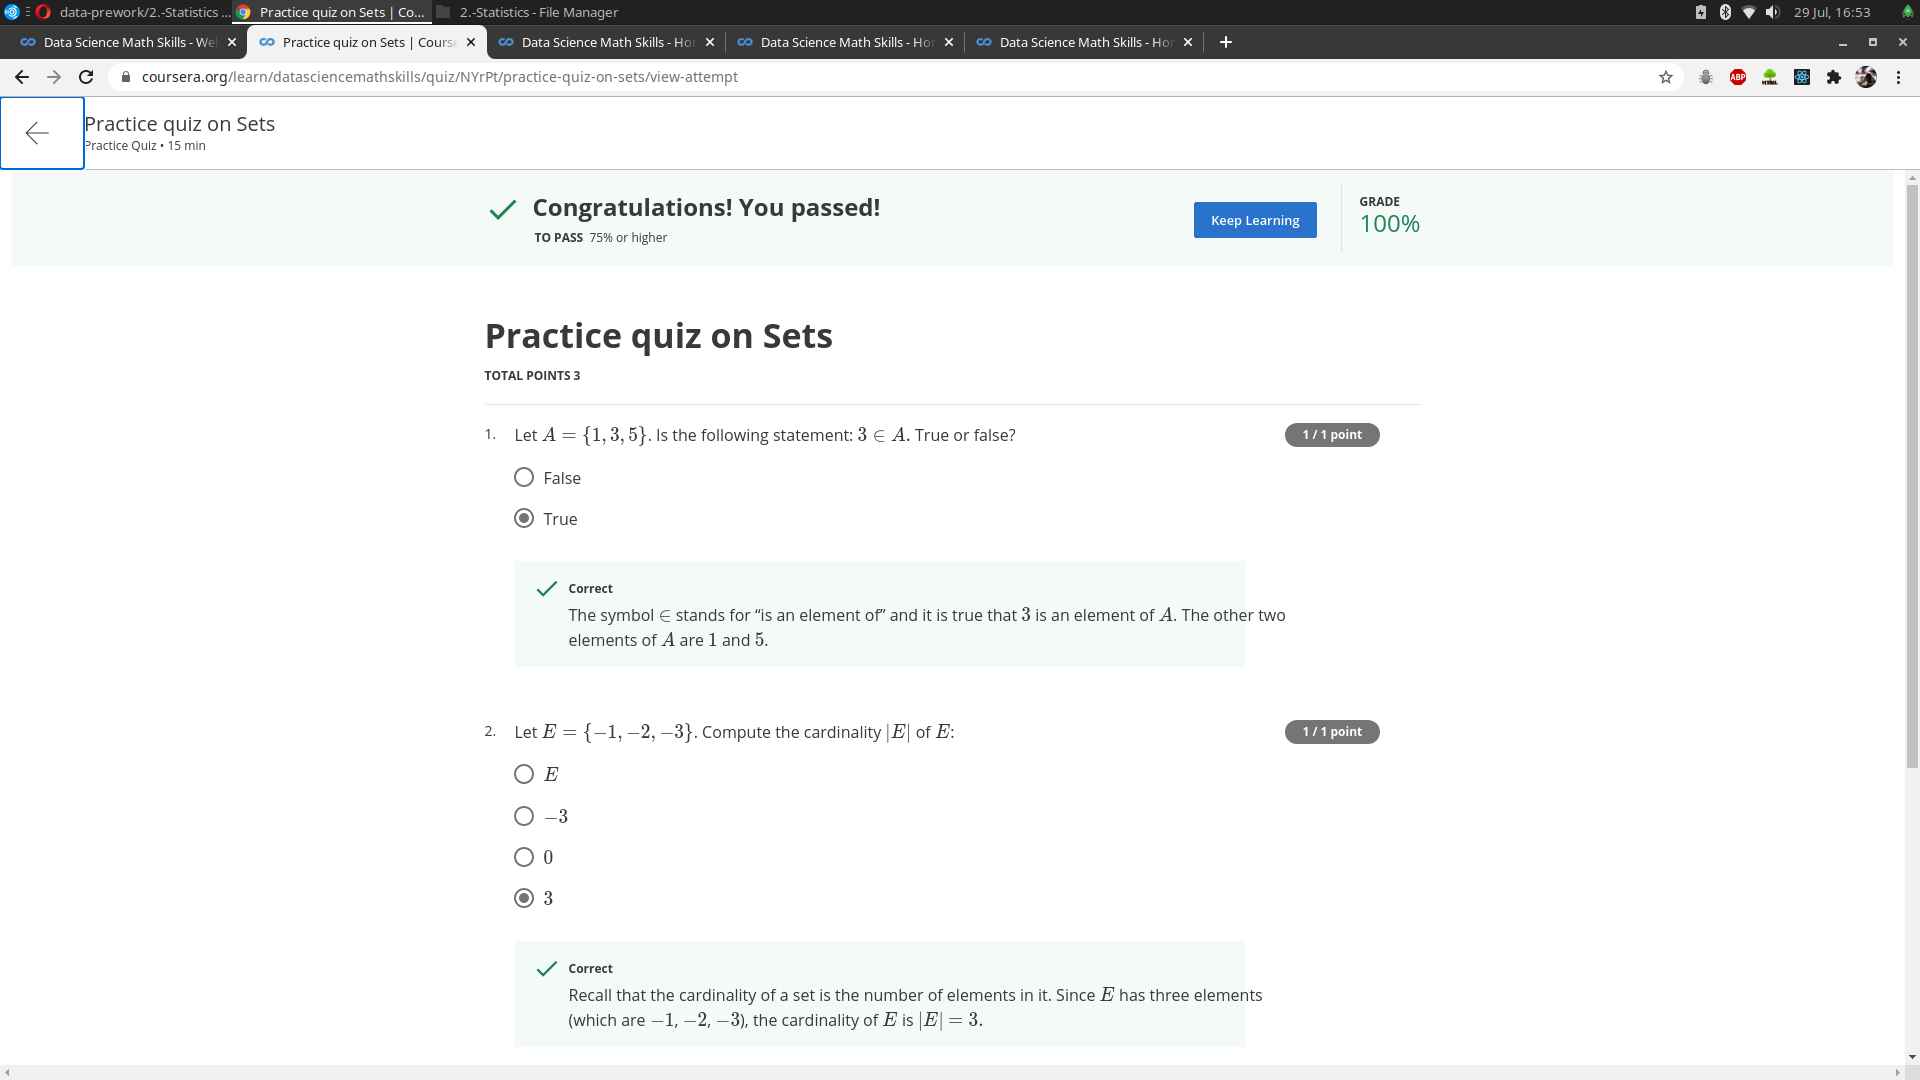 data-prework/2.-Statistics ...
Practice quiz on Sets | Co...
2.-Statistics - File Manager
29 Jul, 16:53
Data Science Math Skills - We
Practice quiz on Sets | Course
Data Science Math Skills - Hor
Data Science Math Skills - Hor
Data Science Math Skills - Hor
coursera.org/learn/datasciencemathskills/quiz/NYrPt/practice-quiz-on-sets/view-attempt
ABP
HTML
Practice quiz on Sets
Practice Quiz • 15 min
Congratulations! You passed!
TO PASS 75% or higher
Keep Learning
GRADE
100%
Practice quiz on Sets
TOTAL POINTS 3
1. Let A = {1, 3, 5}. Is the following statement: 3 ∈ A. True or false?
1 / 1 point
False
True
Correct
The symbol ∈ stands for “is an element of” and it is true that 3 is an element of A. The other two
elements of A are 1 and 5.
2. Let E = {−1, −2, −3}. Compute the cardinality |E| of E:
1 / 1 point
E
−3
0
3
Correct
Recall that the cardinality of a set is the number of elements in it. Since E has three elements
(which are −1, −2, −3), the cardinality of E is |E| = 3.